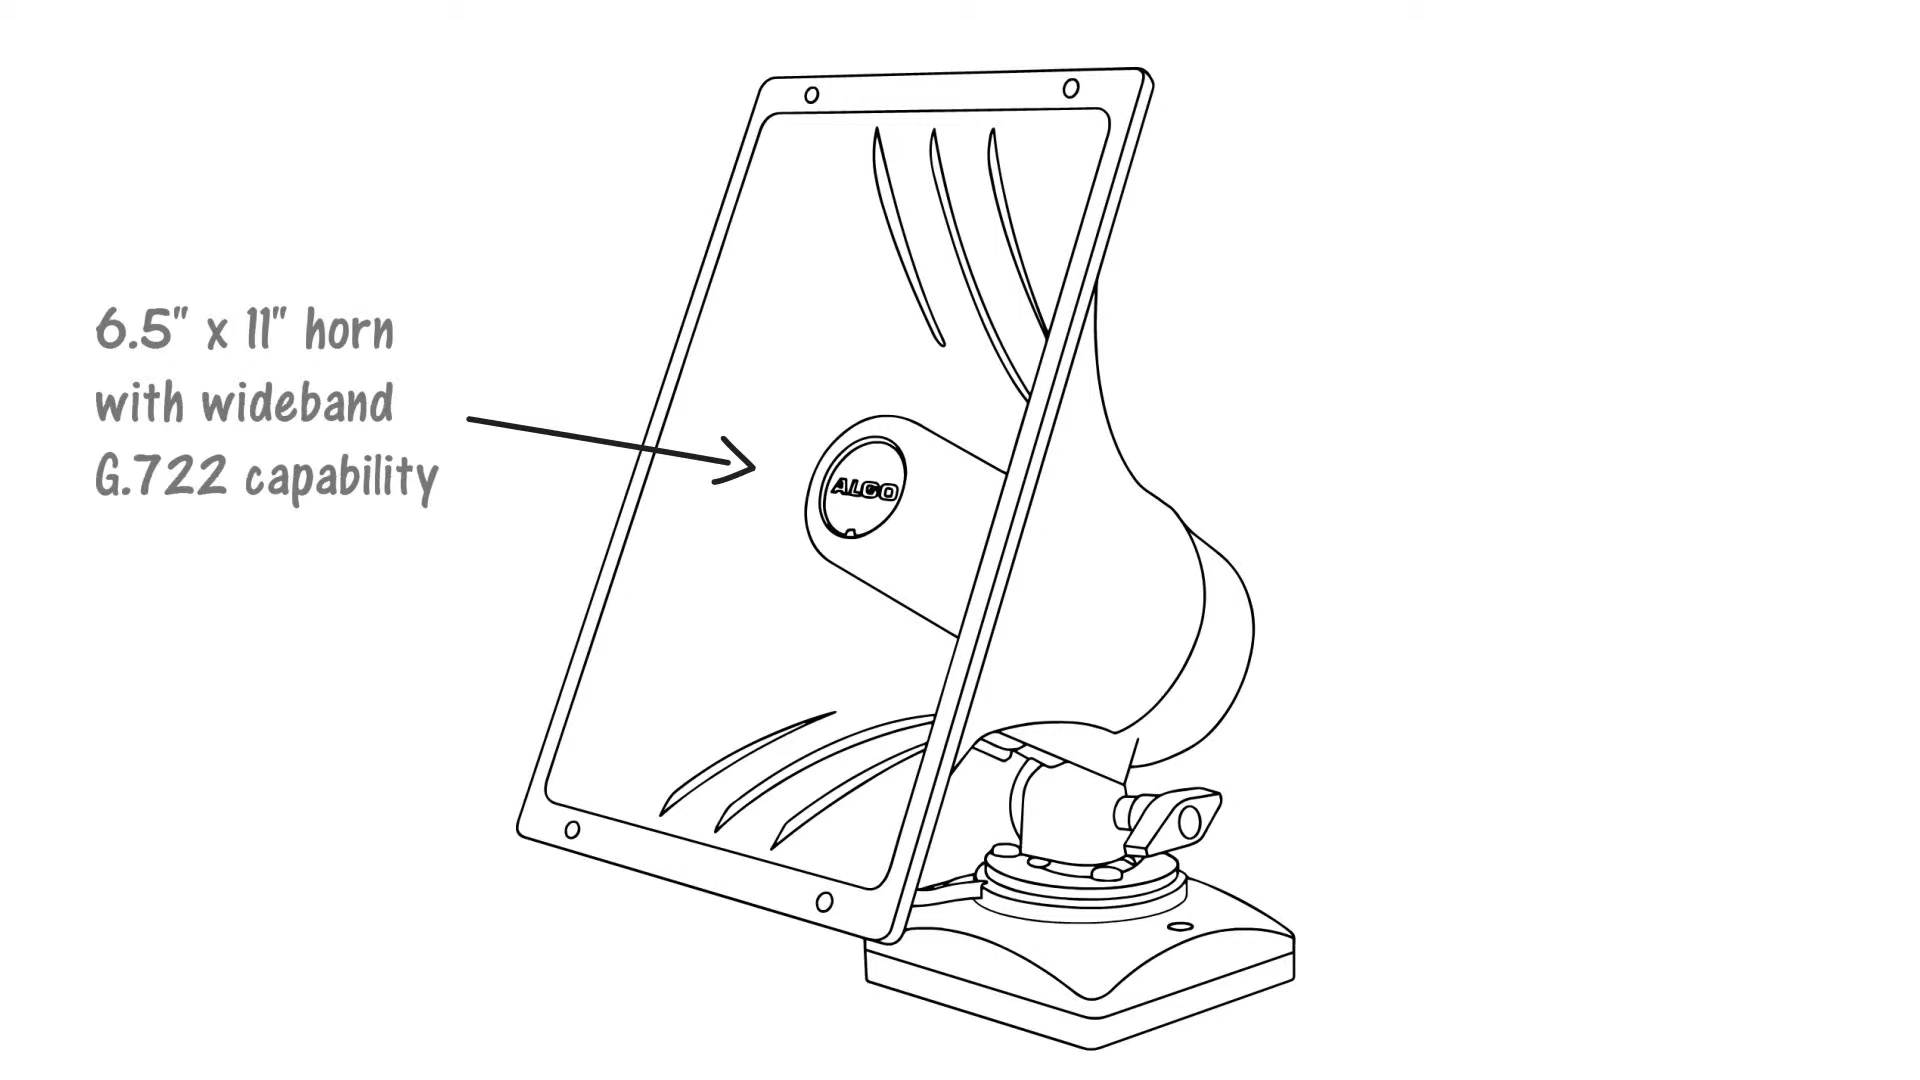 6.5" x 11" horn
with wideband
G.722 capability
ALGO